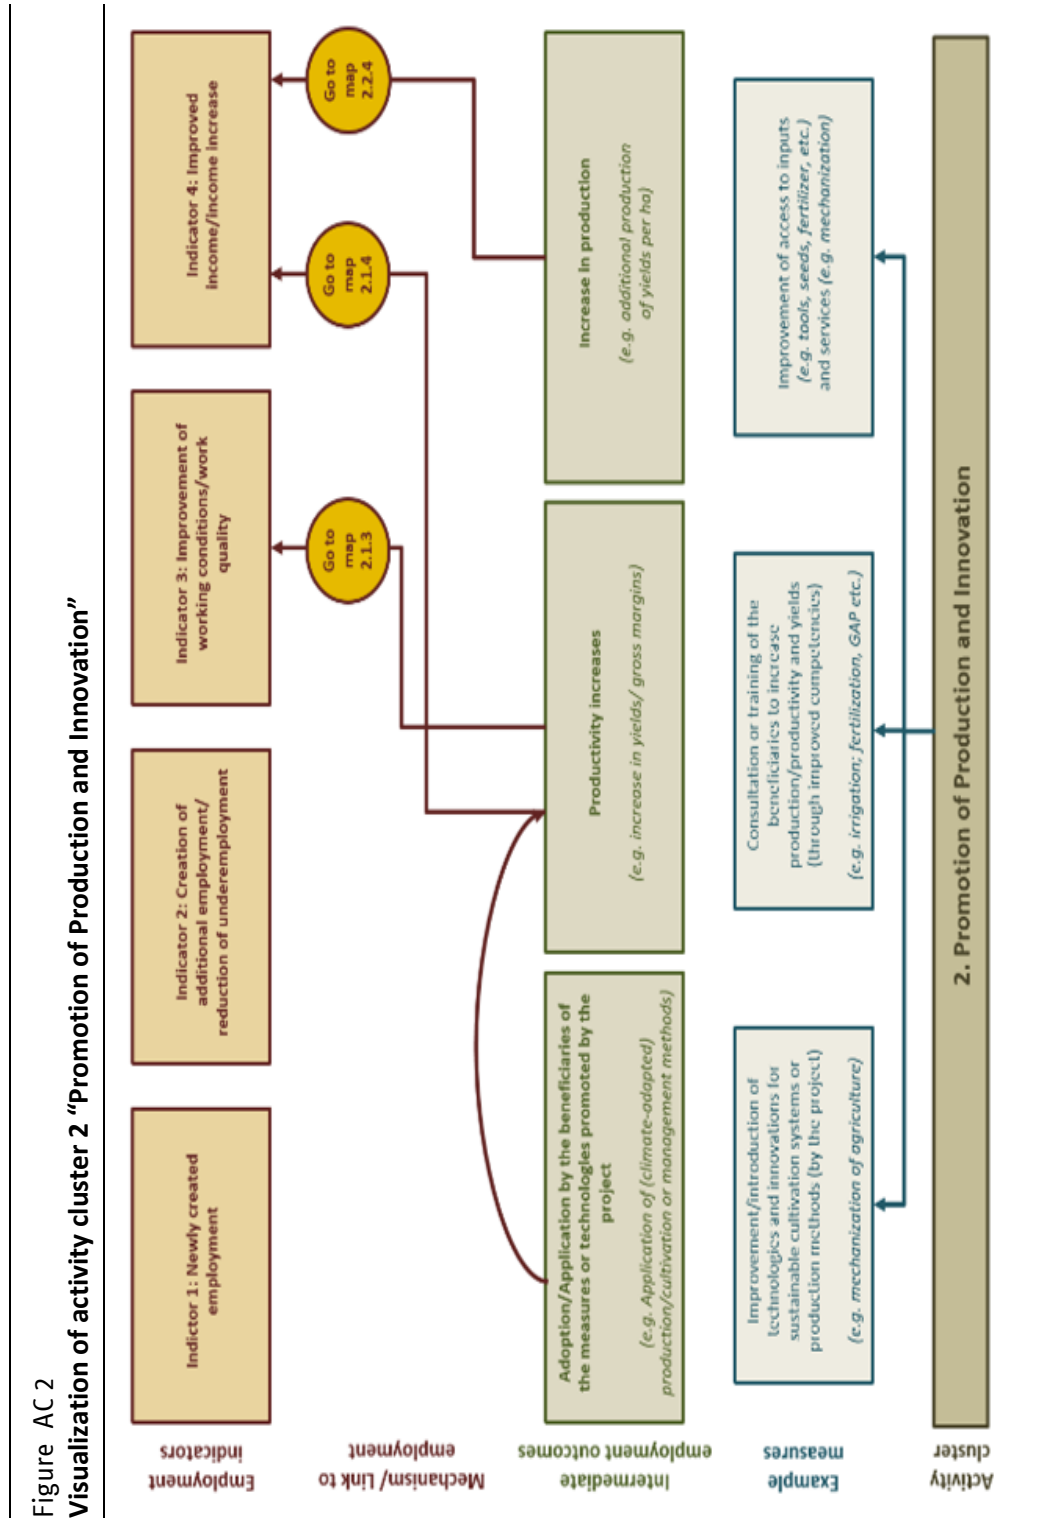 Figure AC 2
Visualization of activity cluster 2 “Promotion of Production and Innovation”
Employment
indicators
Indictor 1: Newly created
employment
Indicator 2: Creation of
additional employment/
reduction of underemployment
Indicator 3: Improvement of
working conditions/work
quality
Indicator 4: Improved
income/income increase
Mechanism/ Link to
employment
Go to
map
2.1.3
Go to
map
2.1.4
Go to
map
2.2.4
Intermediate
employment outcomes
Adoption/Application by the beneficiaries of
the measures or technologies promoted by the
project
(e.g. Application of (climate-adapted)
production/cultivation or management methods)
Productivity increases
(e.g. increase in yields/ gross margins)
Increase in production
(e.g. additional production
of yields per ha)
Example
measures
Improvement/introduction of
technologies and innovations for
sustainable cultivation systems or
production methods (by the project)
(e.g. mechanization of agriculture)
Consultation or training of the
beneficiaries to increase
production/productivity and yields
(through improved competencies)
(e.g. irrigation; fertilization, GAP etc.)
Improvement of access to inputs
(e.g. tools, seeds, fertilizer, etc.)
and services (e.g. mechanization)
Activity
cluster
2. Promotion of Production and Innovation